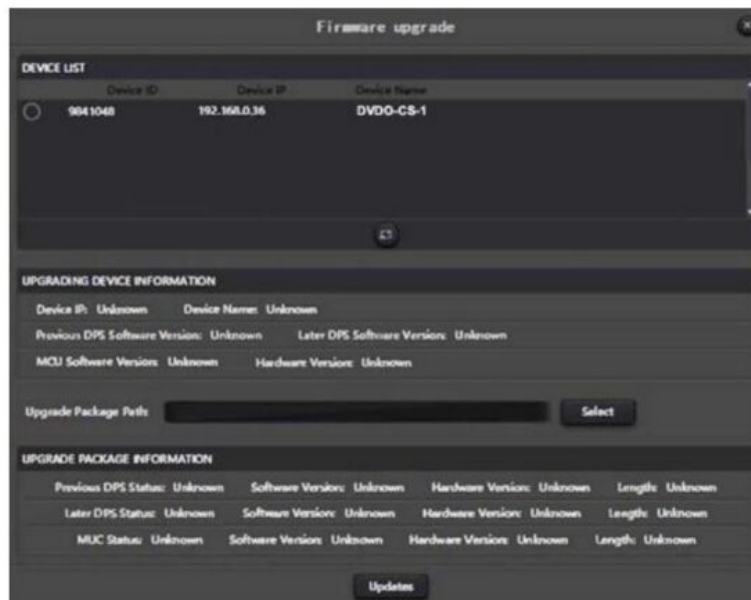 Firmware upgrade
DEVICE LIST
Device ID Device IP Device Name
9841048 192.168.0.36 DVDO-CS-1
UPGRADING DEVICE INFORMATION
Device IP: Unknown Device Name: Unknown
Previous DPS Software Version: Unknown Later DPS Software Version: Unknown
MCU Software Version: Unknown Hardware Version: Unknown
Upgrade Package Path: Select
UPGRADE PACKAGE INFORMATION
Previous DPS Status: Unknown Software Version: Unknown Hardware Version: Unknown Length: Unknown
Later DPS Status: Unknown Software Version: Unknown Hardware Version: Unknown Length: Unknown
MUC Status: Unknown Software Version: Unknown Hardware Version: Unknown Length: Unknown
Updates